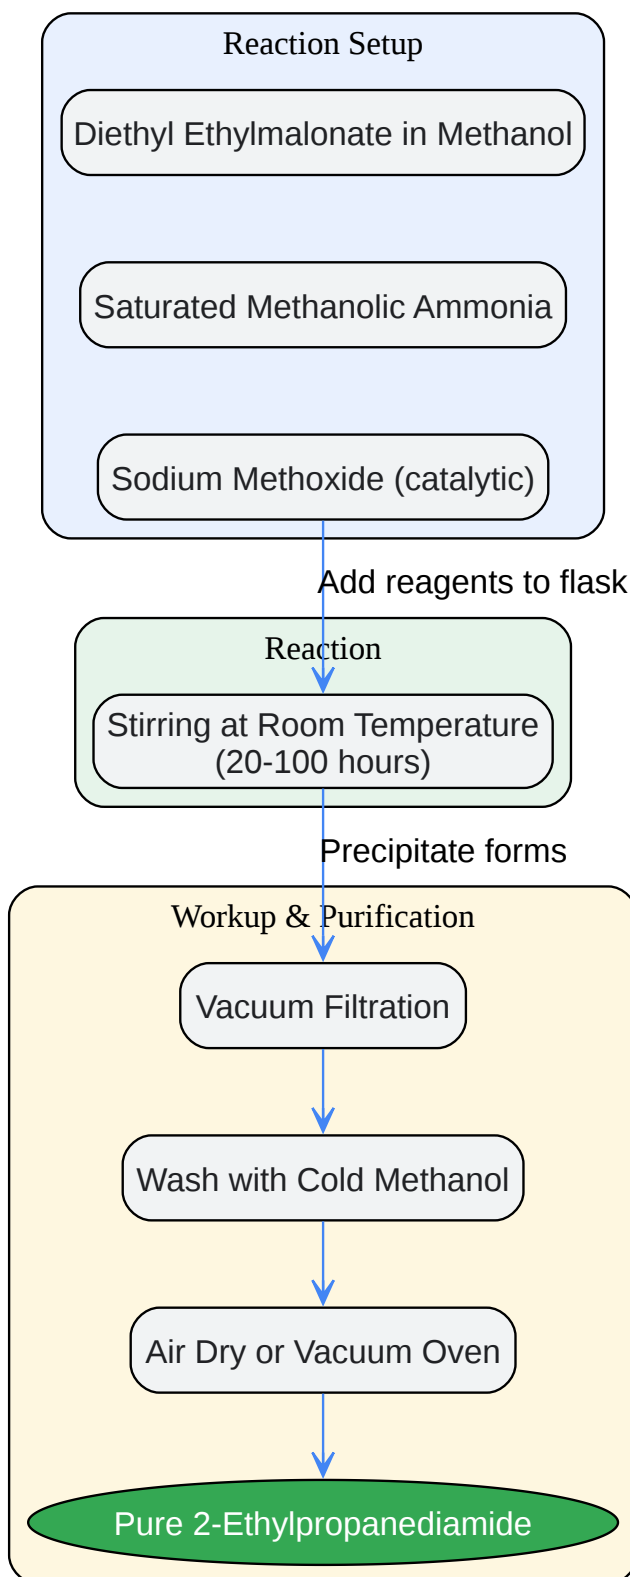 Reaction Setup
Diethyl Ethylmalonate in Methanol
Saturated Methanolic Ammonia
Sodium Methoxide (catalytic)
Add reagents to flask
Reaction
Stirring at Room Temperature
(20-100 hours)
Precipitate forms
Workup & Purification
Vacuum Filtration
Wash with Cold Methanol
Air Dry or Vacuum Oven
Pure 2-Ethylpropanediamide